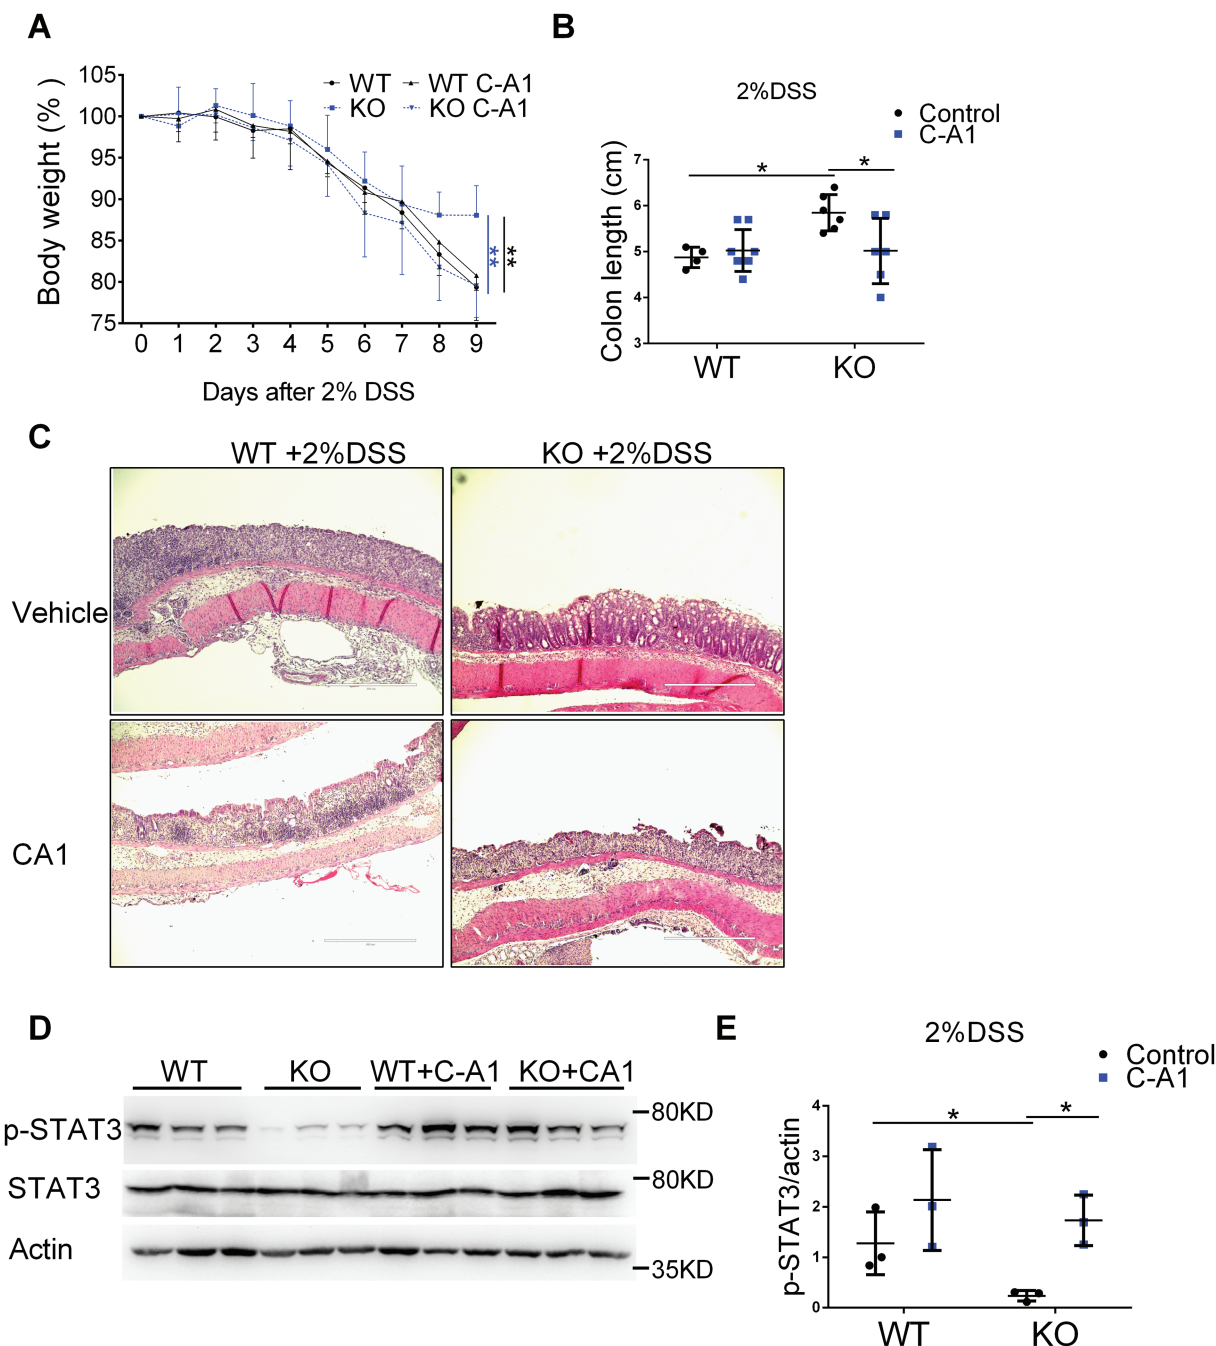 A
105
100
95
90
85
80
75
Body weight (%)
WT
WT C-A1
KO
KO C-A1
**
**
0 1 2 3 4 5 6 7 8 9
Days after 2% DSS
B
2%DSS
Control
C-A1
Colon length (cm)
7
6
5
4
3
*
*
WT KO
C
WT +2%DSS
KO +2%DSS
Vehicle
CA1
D
WT KO WT+C-A1 KO+CA1
p-STAT3
80KD
STAT3
80KD
Actin
35KD
E
2%DSS
Control
C-A1
p-STAT3/actin
4
3
2
1
0
*
*
WT KO